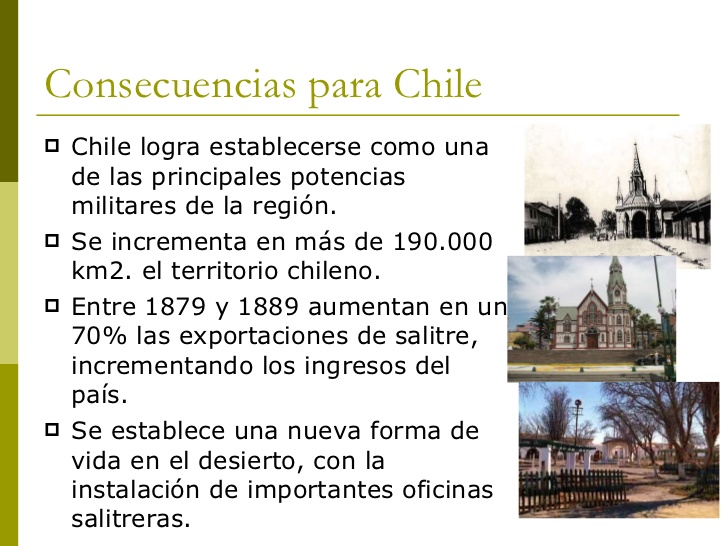 Consecuencias para Chile
Chile logra establecerse como una
de las principales potencias
militares de la región.
Se incrementa en más de 190.000
km2. el territorio chileno.
Entre 1879 y 1889 aumentan en un
70% las exportaciones de salitre,
incrementando los ingresos del
país.
Se establece una nueva forma de
vida en el desierto, con la
instalación de importantes oficinas
salitreras.